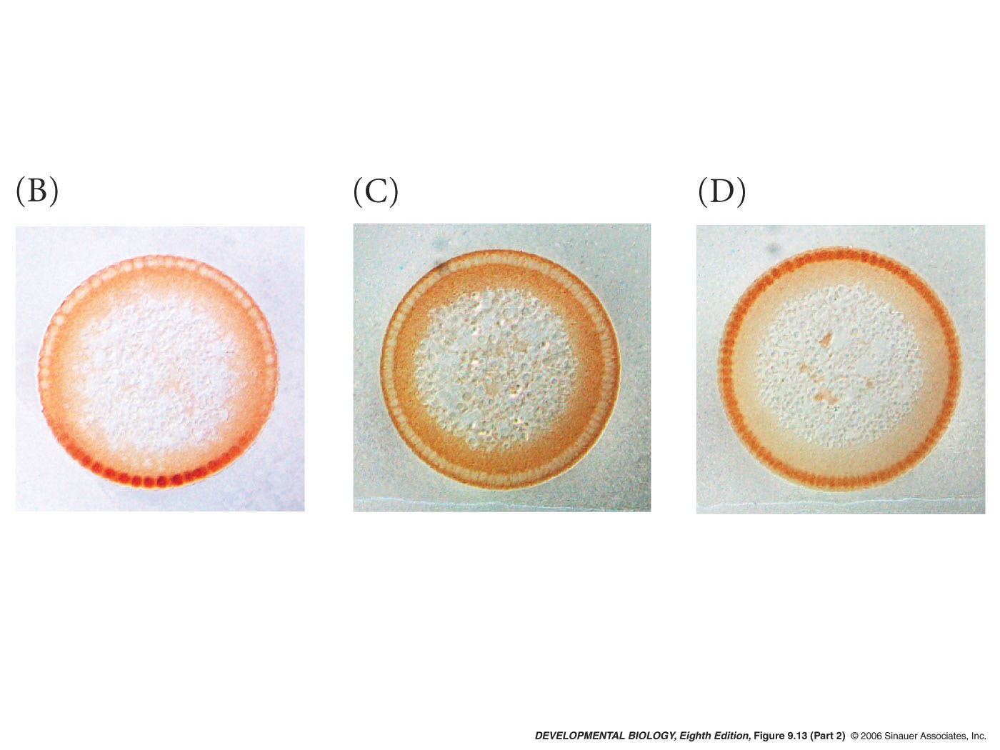 (B)
(C)
(D)
DEVELOPMENTAL BIOLOGY, Eighth Edition, Figure 9.13 (Part 2) © 2006 Sinauer Associates, Inc.